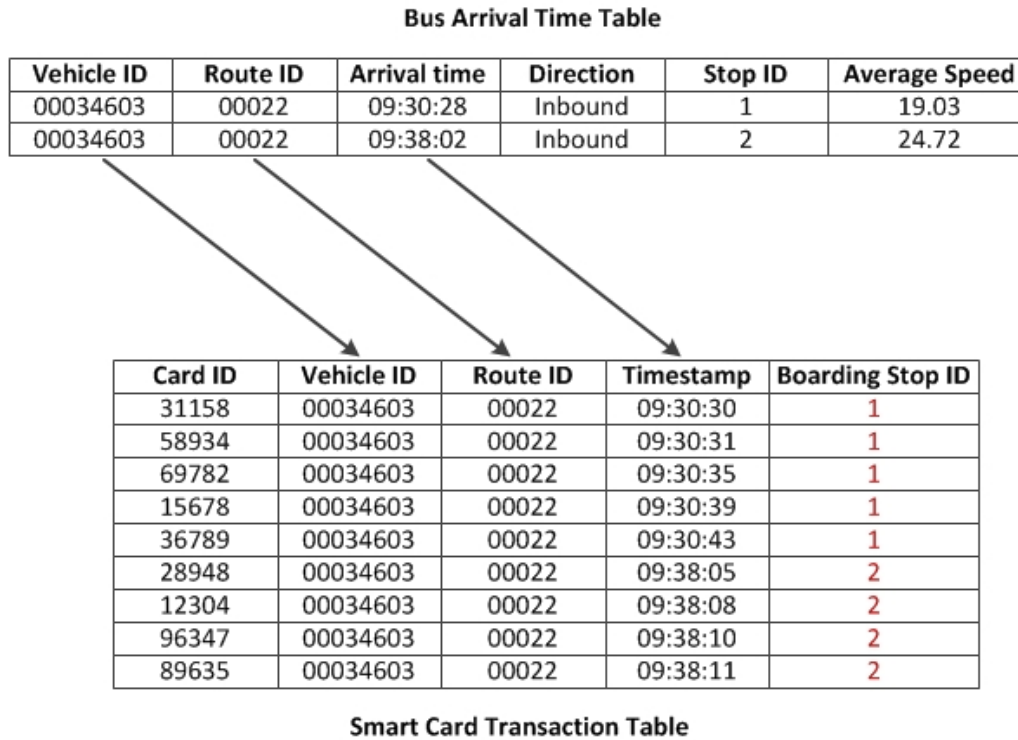 Bus Arrival Time Table
Vehicle ID Route ID Arrival time Direction Stop ID Average Speed
00034603 00022 09:30:28 Inbound 1 19.03
00034603 00022 09:38:02 Inbound 2 24.72
Card ID Vehicle ID Route ID Timestamp Boarding Stop ID
31158 00034603 00022 09:30:30 1
58934 00034603 00022 09:30:31 1
69782 00034603 00022 09:30:35 1
15678 00034603 00022 09:30:39 1
36789 00034603 00022 09:30:43 1
28948 00034603 00022 09:38:05 2
12304 00034603 00022 09:38:08 2
96347 00034603 00022 09:38:10 2
89635 00034603 00022 09:38:11 2
Smart Card Transaction Table